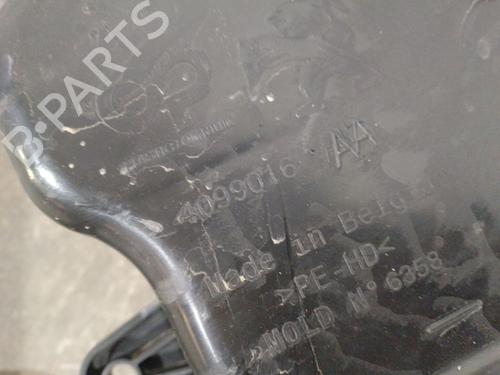 B-PARTS
4099016 AA
Made in Belgium
>PE-HD<
MOLD N° 6358